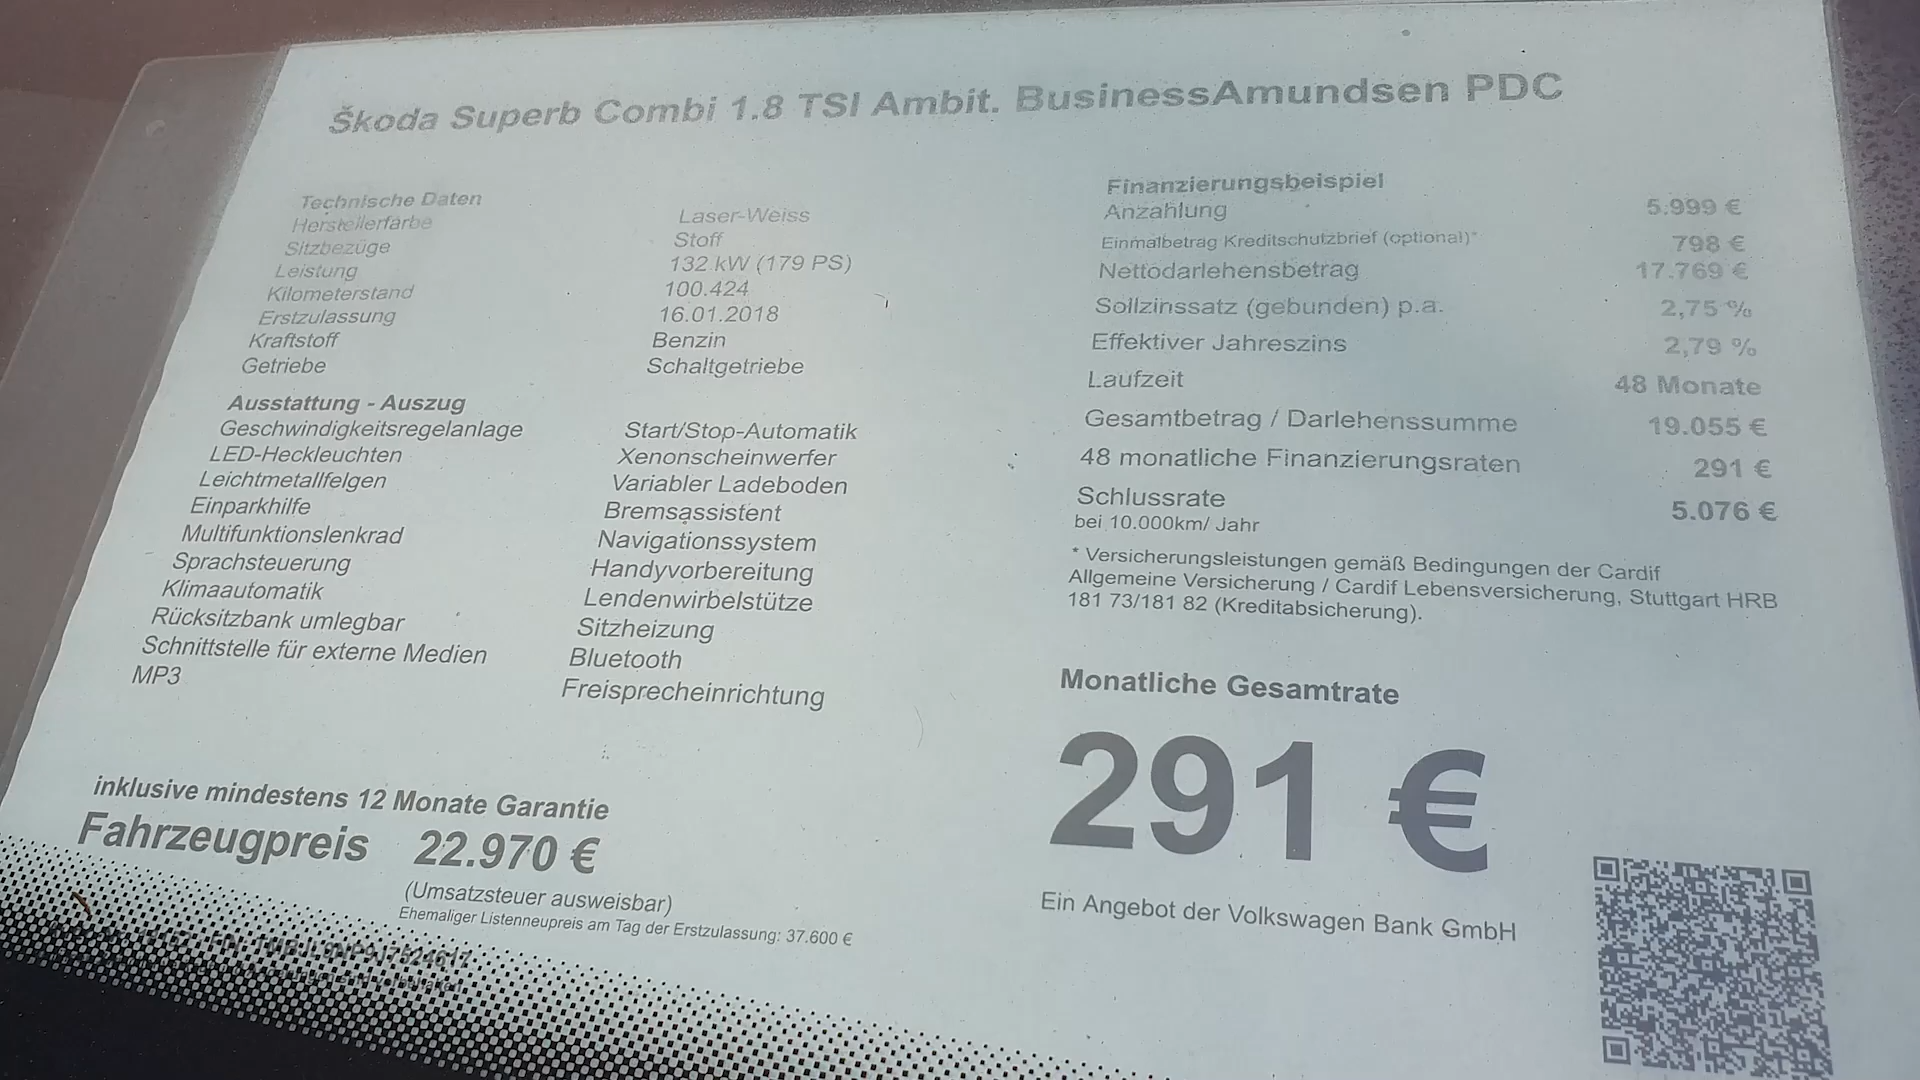 Škoda Superb Combi 1.8 TSI Ambit. BusinessAmundsen PDC
Technische Daten
Herstellerfarbe Laser-Weiss
Sitzbezüge Stoff
Leistung 132 kW (179 PS)
Kilometerstand 100.424
Erstzulassung 16.01.2018
Kraftstoff Benzin
Getriebe Schaltgetriebe
Ausstattung - Auszug
Geschwindigkeitsregelanlage Start/Stop-Automatik
LED-Heckleuchten Xenonscheinwerfer
Leichtmetallfelgen Variabler Ladeboden
Einparkhilfe Bremsassistent
Multifunktionslenkrad Navigationssystem
Sprachsteuerung Handyvorbereitung
Klimaautomatik Lendenwirbelstütze
Rücksitzbank umlegbar Sitzheizung
Schnittstelle für externe Medien Bluetooth
MP3 Freisprecheinrichtung
inklusive mindestens 12 Monate Garantie
Fahrzeugpreis 22.970 €
(Umsatzsteuer ausweisbar)
Ehemaliger Listenneupreis am Tag der Erstzulassung: 37.600 €
Finanzierungsbeispiel
Anzahlung 5.999 €
Einmalbetrag Kreditschutzbrief (optional)* 798 €
Nettodarlehensbetrag 17.769 €
Sollzinssatz (gebunden) p.a. 2,75 %
Effektiver Jahreszins 2,79 %
Laufzeit 48 Monate
Gesamtbetrag / Darlehenssumme 19.055 €
48 monatliche Finanzierungsraten 291 €
Schlussrate 5.076 €
bei 10.000km/ Jahr
* Versicherungsleistungen gemäß Bedingungen der Cardif
Allgemeine Versicherung / Cardif Lebensversicherung, Stuttgart HRB
181 73/181 82 (Kreditabsicherung).
Monatliche Gesamtrate
291 €
Ein Angebot der Volkswagen Bank GmbH